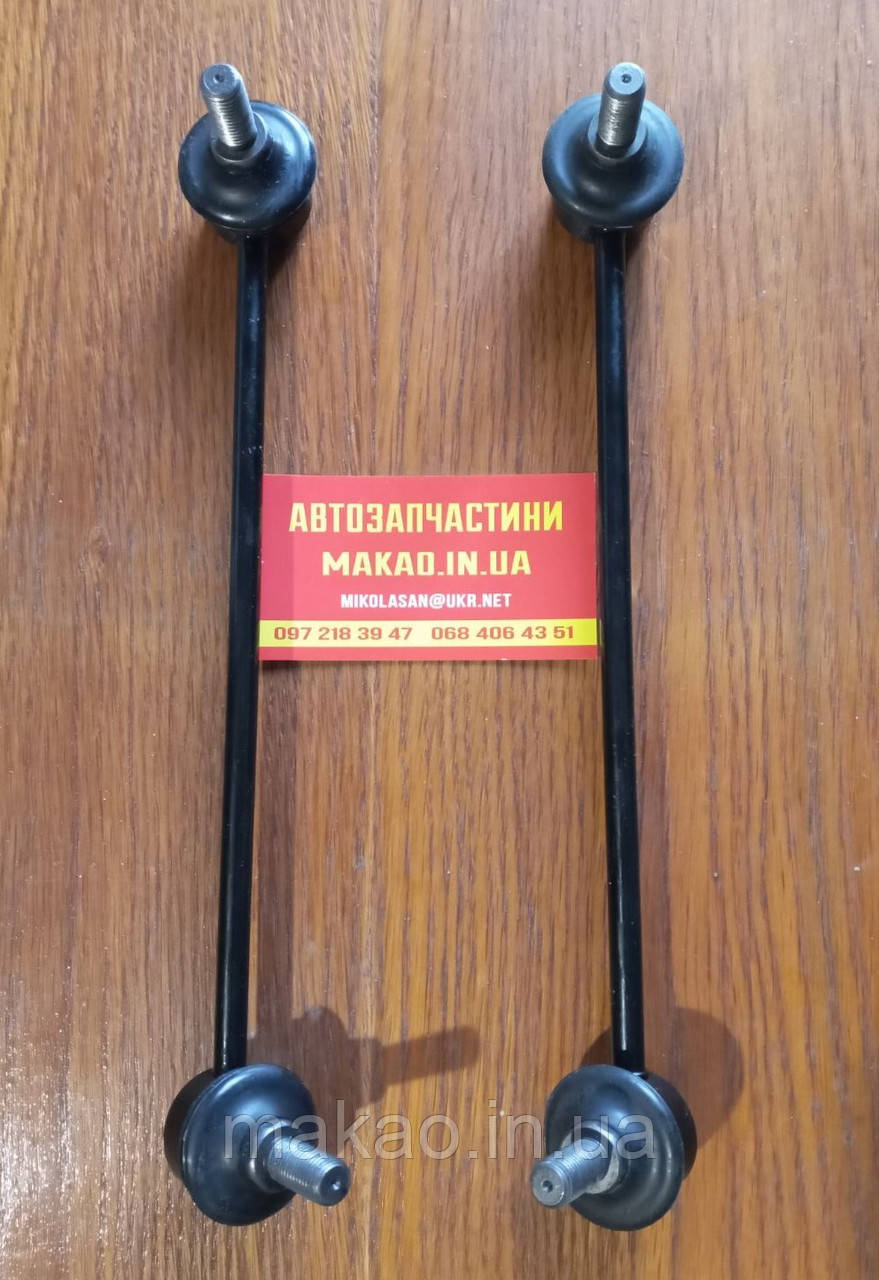 АВТОЗАПЧАСТИНИ
MAKAO.IN.UA
MIKOLASAN@UKR.NET
097 218 39 47 068 406 43 51
makao.in.ua